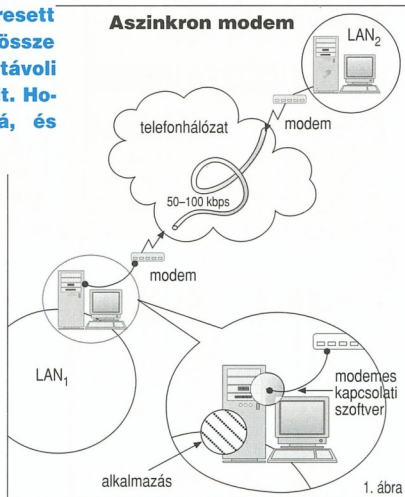 resett
össze
távoli
t. Ho-
á, és
Aszinkron modem
LAN₂
modem
telefonhálózat
50–100 kbps
modem
LAN₁
modemes
kapcsolati
szoftver
alkalmazás
1. ábra